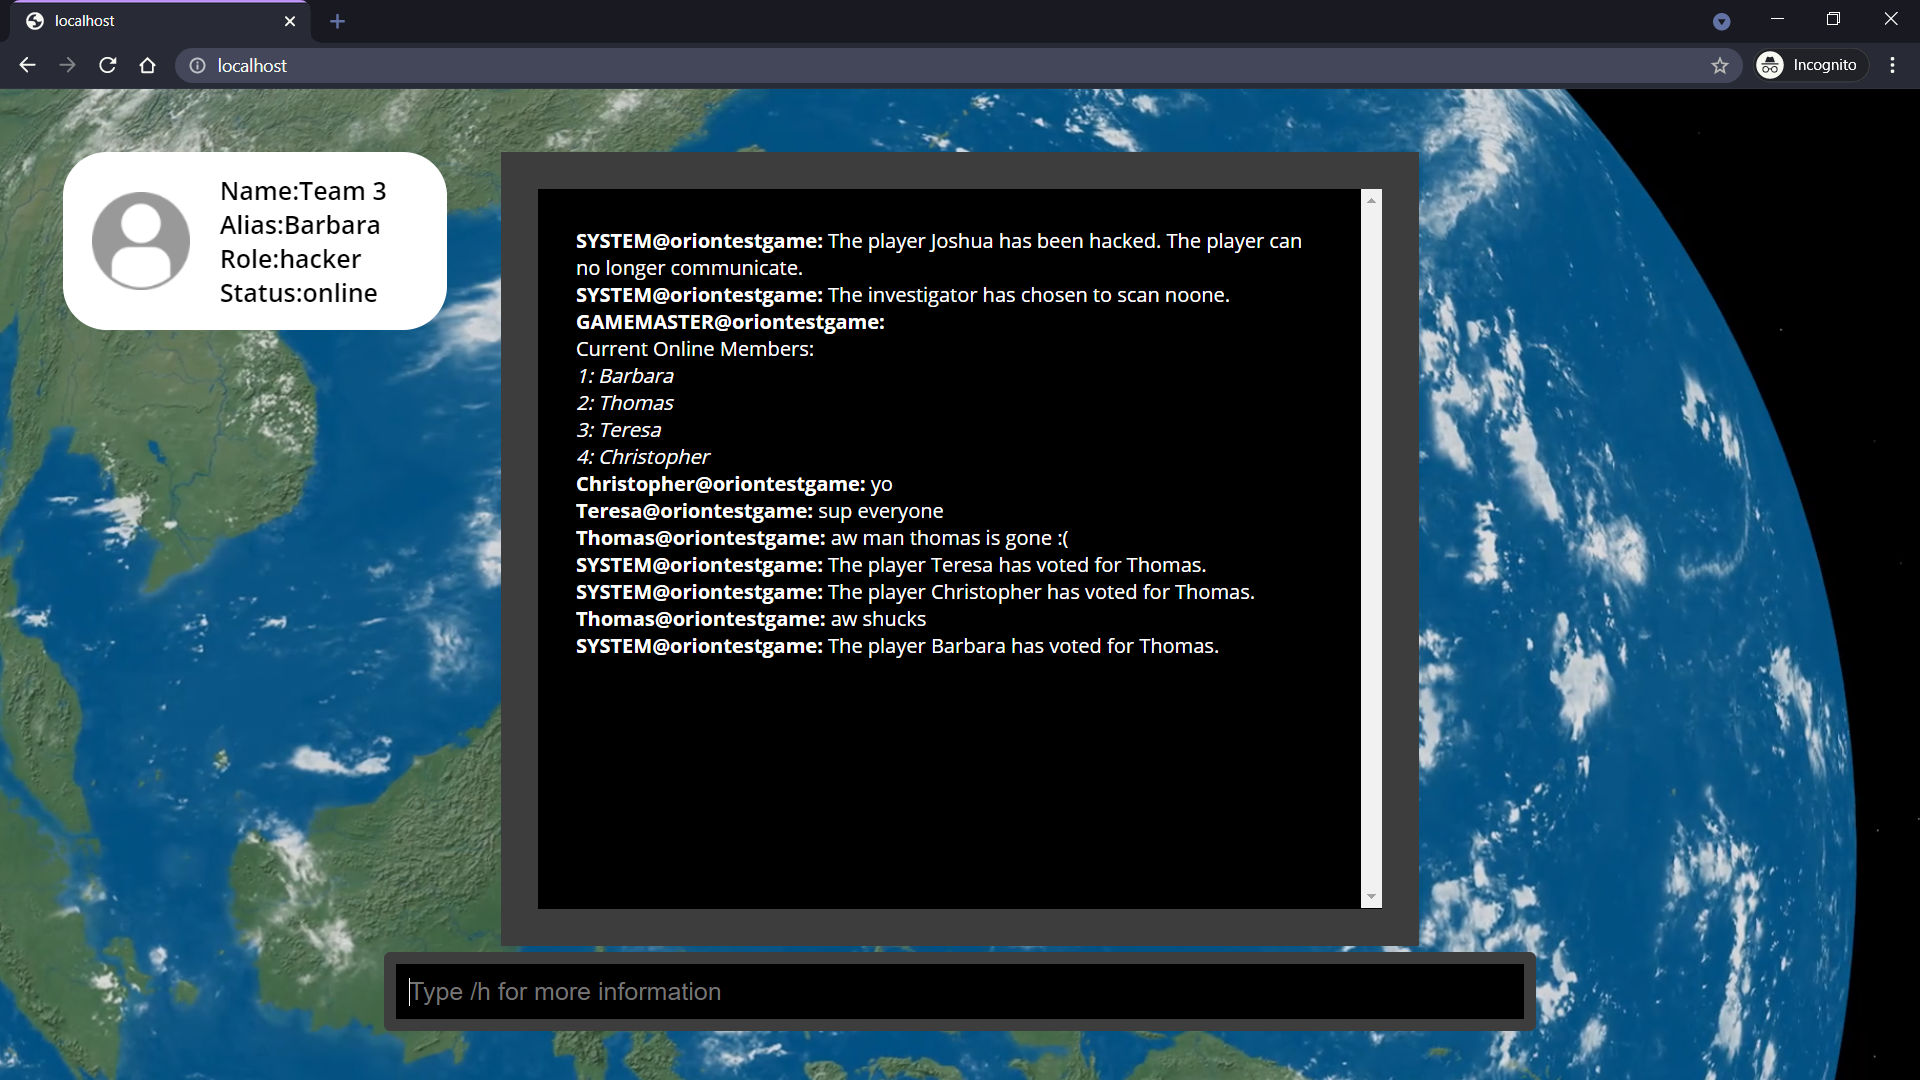 localhost
localhost
Incognito
Name:Team 3
Alias:Barbara
Role:hacker
Status:online
SYSTEM@oriontestgame: The player Joshua has been hacked. The player can
no longer communicate.
SYSTEM@oriontestgame: The investigator has chosen to scan noone.
GAMEMASTER@oriontestgame:
Current Online Members:
1: Barbara
2: Thomas
3: Teresa
4: Christopher
Christopher@oriontestgame: yo
Teresa@oriontestgame: sup everyone
Thomas@oriontestgame: aw man thomas is gone :(
SYSTEM@oriontestgame: The player Teresa has voted for Thomas.
SYSTEM@oriontestgame: The player Christopher has voted for Thomas.
Thomas@oriontestgame: aw shucks
SYSTEM@oriontestgame: The player Barbara has voted for Thomas.
Type /h for more information